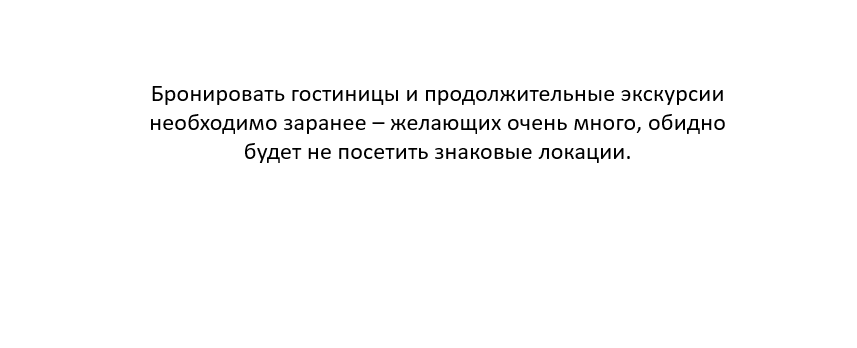 Бронировать гостиницы и продолжительные экскурсии
необходимо заранее – желающих очень много, обидно
будет не посетить знаковые локации.